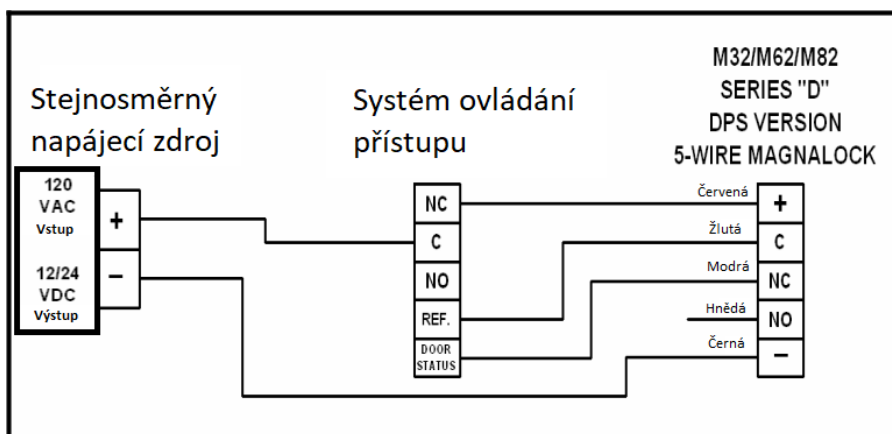 M32/M62/M82
SERIES "D"
DPS VERSION
5-WIRE MAGNALOCK
Stejnosměrný
napájecí zdroj
Systém ovládání
přístupu
120
VAC
Vstup
12/24
VDC
Výstup
+
−
NC
C
NO
REF.
DOOR
STATUS
Červená
Žlutá
Modrá
Hnědá
Černá
+
C
NC
NO
−